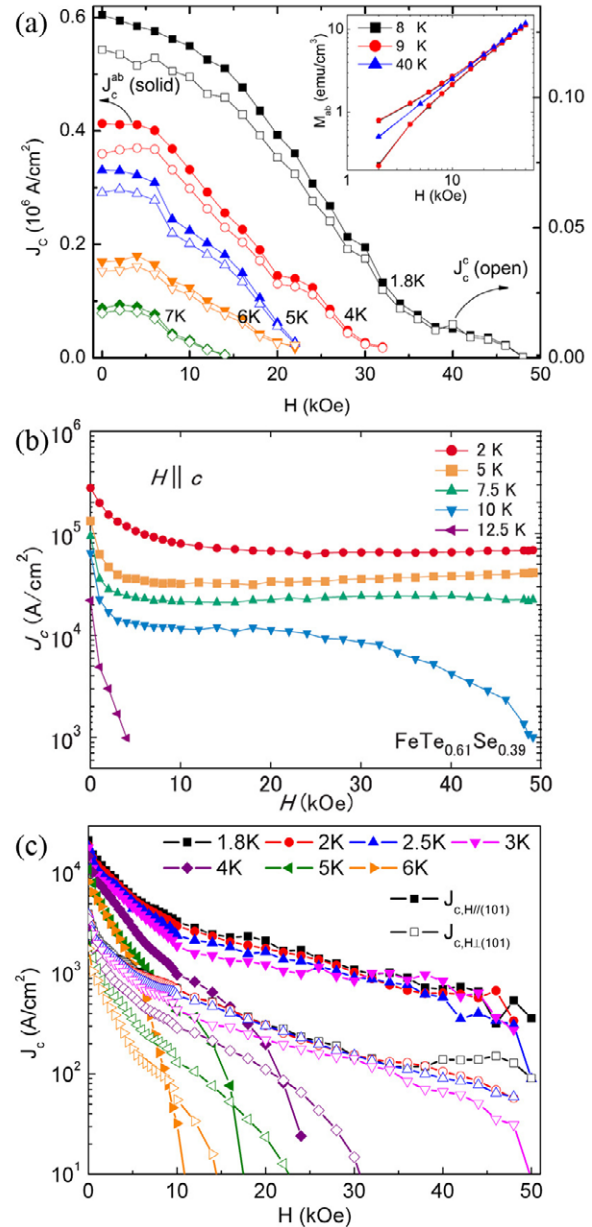 (a)
0.6
0.4
0.2
0.0
J_c (10^6 A/cm^2)
J_c^ab (solid)
8 K
9 K
40 K
M_ab (emu/cm^3)
10
1
1
10
H (kOe)
0.10
0.05
0.00
J_c^c (open)
1.8K
4K
5K
6K
7K
0 10 20 30 40 50
H (kOe)
(b)
10^6
10^5
10^4
10^3
J_c (A/cm^2)
H || c
2 K
5 K
7.5 K
10 K
12.5 K
FeTe_0.61Se_0.39
0 10 20 30 40 50
H (kOe)
(c)
1.8K 2K 2.5K 3K
4K 5K 6K
J_c,H//(101)
J_c,H⊥(101)
10^4
10^3
10^2
10^1
J_c (A/cm^2)
0 10 20 30 40 50
H (kOe)